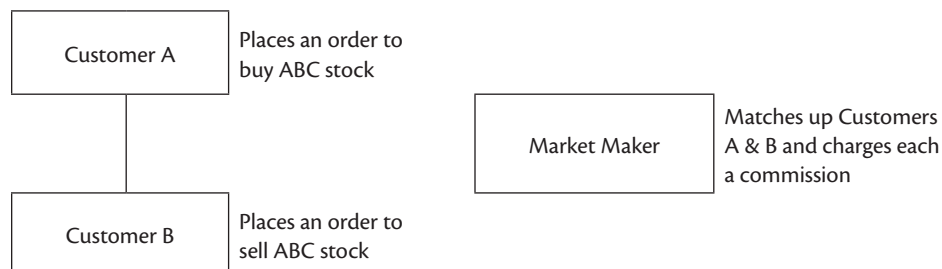 Customer A
Places an order to
buy ABC stock
Market Maker
Matches up Customers
A & B and charges each
a commission
Customer B
Places an order to
sell ABC stock